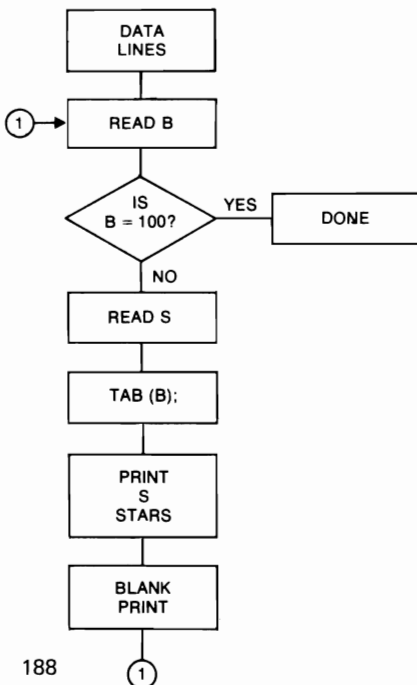 DATA
LINES
1
READ B
IS
B = 100?
YES
DONE
NO
READ S
TAB (B);
PRINT
S
STARS
BLANK
PRINT
188
1